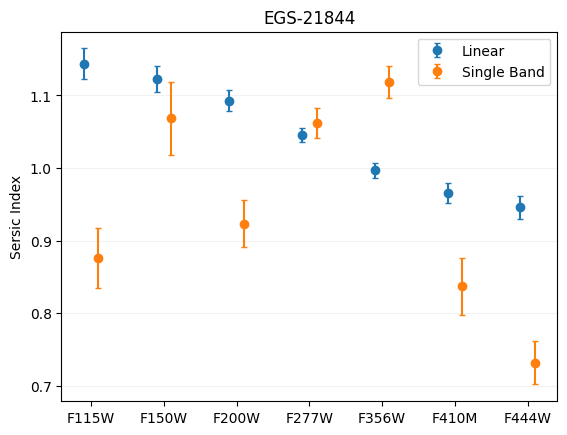 EGS-21844
Linear
Single Band
Sersic Index
1.1
1.0
0.9
0.8
0.7
F115W F150W F200W F277W F356W F410M F444W